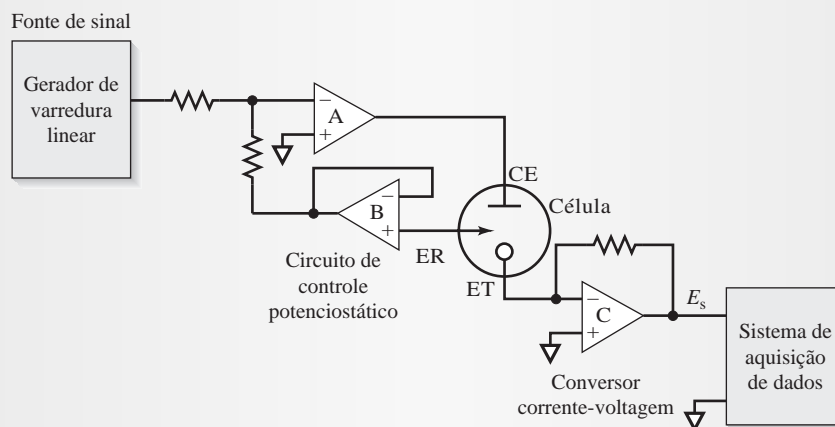 Fonte de sinal
Gerador de
varredura
linear
−
A
+
CE
Célula
−
B
+
ER
ET
Circuito de
controle
potenciostático
−
C
+
Es
Conversor
corrente-voltagem
Sistema de
aquisição
de dados